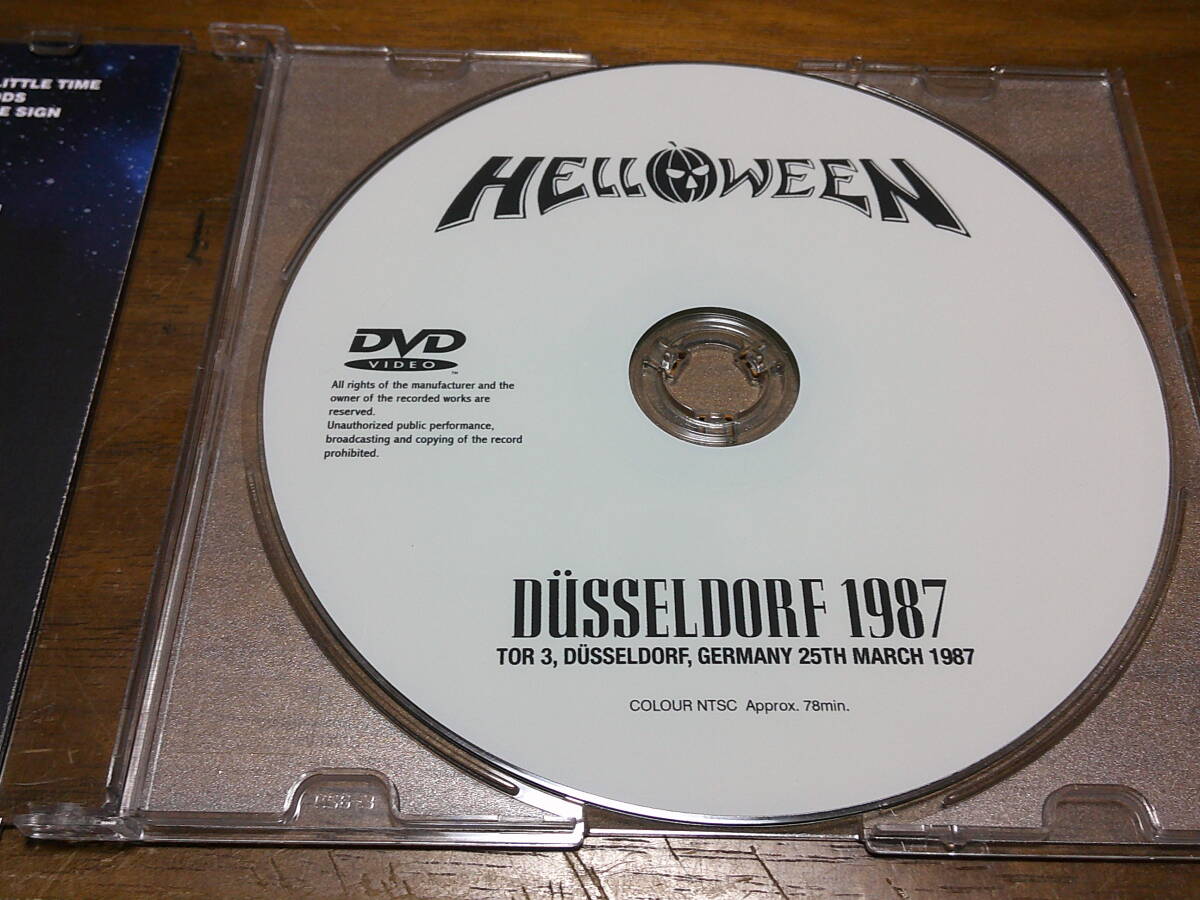 LITTLE TIME
SIGN
HELLOWEEN
DVD
VIDEO
All rights of the manufacturer and the
owner of the recorded works are
reserved.
Unauthorized public performance,
broadcasting and copying of the record
prohibited.
DÜSSELDORF 1987
TOR 3, DÜSSELDORF, GERMANY 25TH MARCH 1987
COLOUR NTSC Approx. 78min.